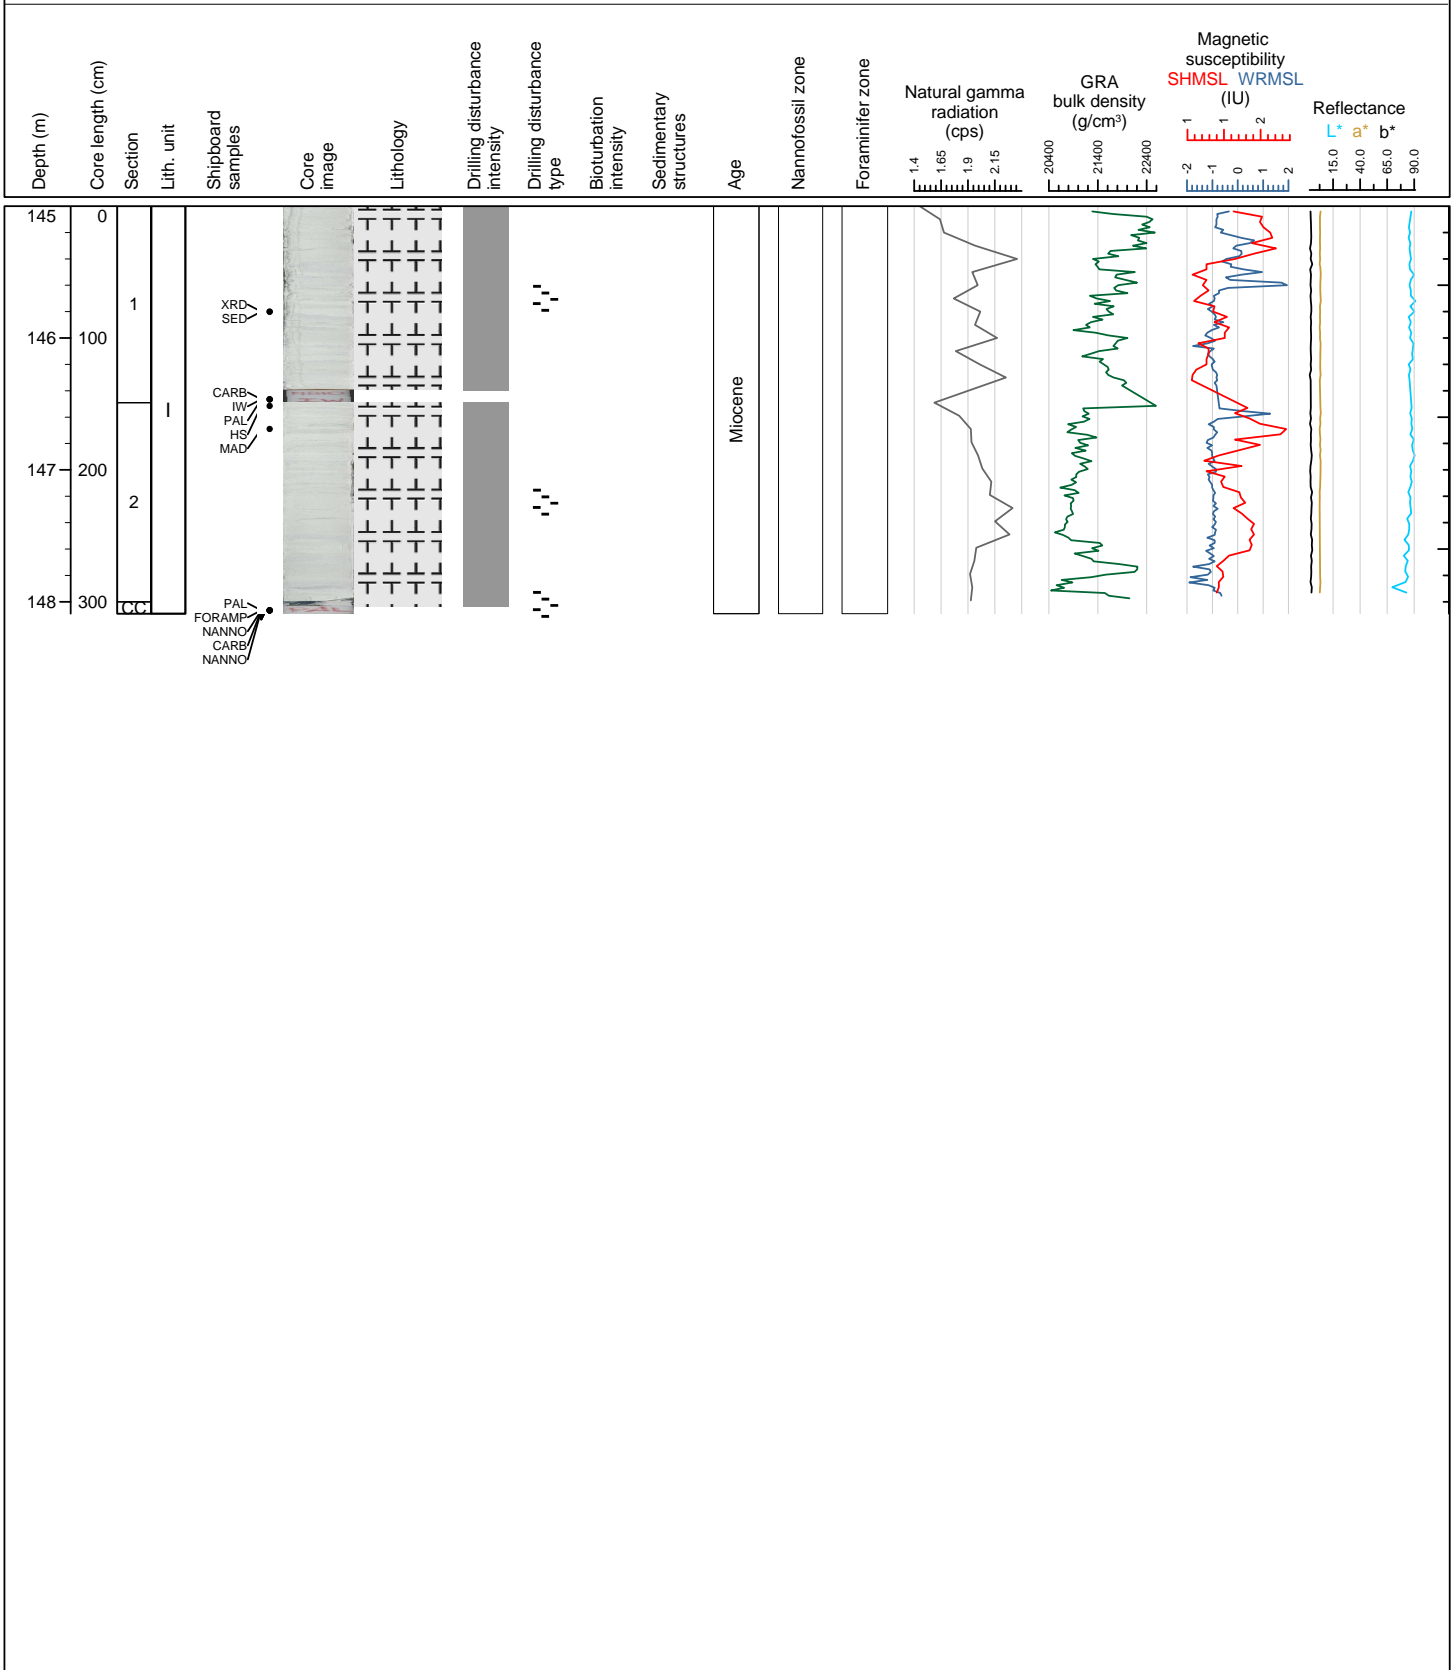 Depth (m)
Core length (cm)
Section
Lith. unit
Shipboard
samples
Core
image
Lithology
Drilling disturbance
intensity
Drilling disturbance
type
Bioturbation
intensity
Sedimentary
structures
Age
Nannofossil zone
Foraminifer zone
Natural gamma
radiation
(cps)
1.4 1.65 1.9 2.15
GRA
bulk density
(g/cm³)
20400 21400 22400
Magnetic
susceptibility
SHMSL WRMSL
(IU)
1 1 2
-2 -1 0 1 2
Reflectance
L* a* b*
15.0 40.0 65.0 90.0
145 0
1
XRD
SED
146 100
Miocene
CARB
I
IW
PAL
HS
MAD
147 200
2
148 300
CC
PAL
FORAMP
NANNO
CARB
NANNO